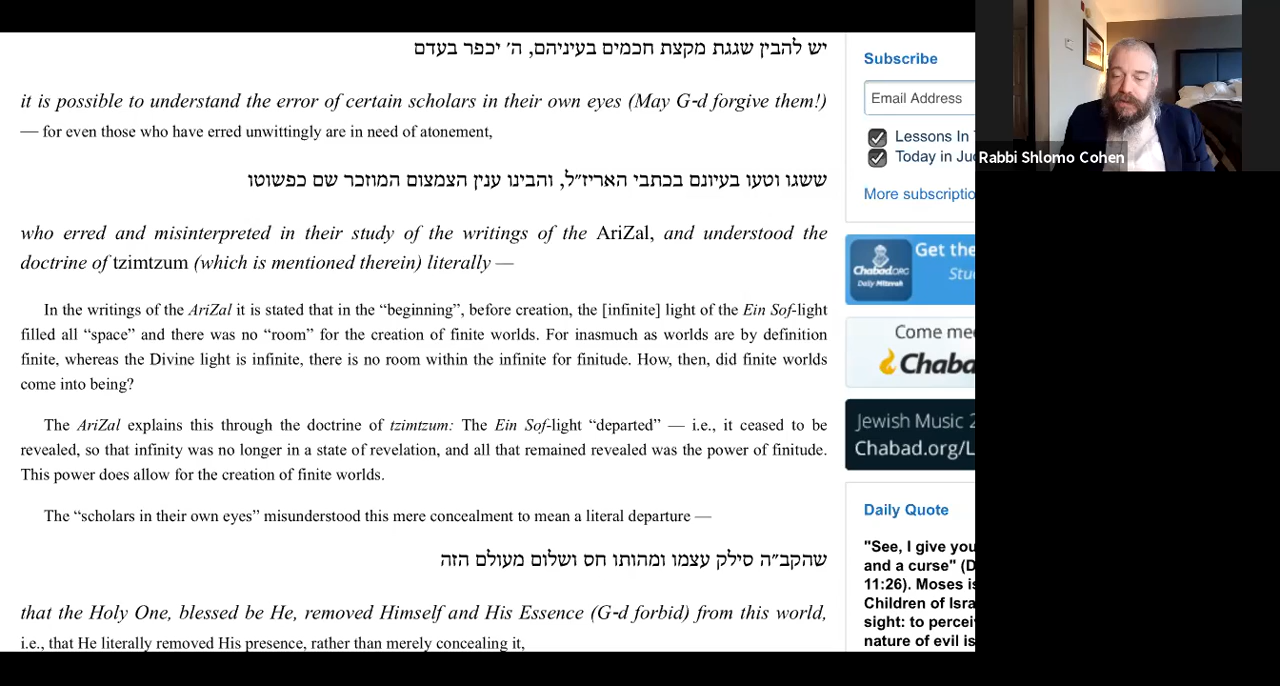 יש להבין שגגת מקצת חכמים בעיניהם, ה׳ יכפר בעדם
it is possible to understand the error of certain scholars in their own eyes (May G-d forgive them!)
— for even those who have erred unwittingly are in need of atonement,
ששגו וטעו בעיונם בכתבי האריז״ל, והבינו ענין הצמצום המוזכר שם כפשוטו
who erred and misinterpreted in their study of the writings of the AriZal, and understood the
doctrine of tzimtzum (which is mentioned therein) literally —
In the writings of the AriZal it is stated that in the “beginning”, before creation, the [infinite] light of the Ein Sof-light
filled all “space” and there was no “room” for the creation of finite worlds. For inasmuch as worlds are by definition
finite, whereas the Divine light is infinite, there is no room within the infinite for finitude. How, then, did finite worlds
come into being?
The AriZal explains this through the doctrine of tzimtzum: The Ein Sof-light “departed” — i.e., it ceased to be
revealed, so that infinity was no longer in a state of revelation, and all that remained revealed was the power of finitude.
This power does allow for the creation of finite worlds.
The “scholars in their own eyes” misunderstood this mere concealment to mean a literal departure —
שהקב״ה סילק עצמו ומהותו חס ושלום מעולם הזה
that the Holy One, blessed be He, removed Himself and His Essence (G-d forbid) from this world,
i.e., that He literally removed His presence, rather than merely concealing it,
Subscribe
Email Address
Lessons In
Today in Ju
More subscriptio
Get the
Stu
Chabad.ORG
Daily Mitzvah
Come mee
Chabad
Jewish Music 2
Chabad.org/L
Daily Quote
"See, I give you
and a curse" (D
11:26). Moses is
Children of Isra
sight: to percei
nature of evil is
Rabbi Shlomo Cohen